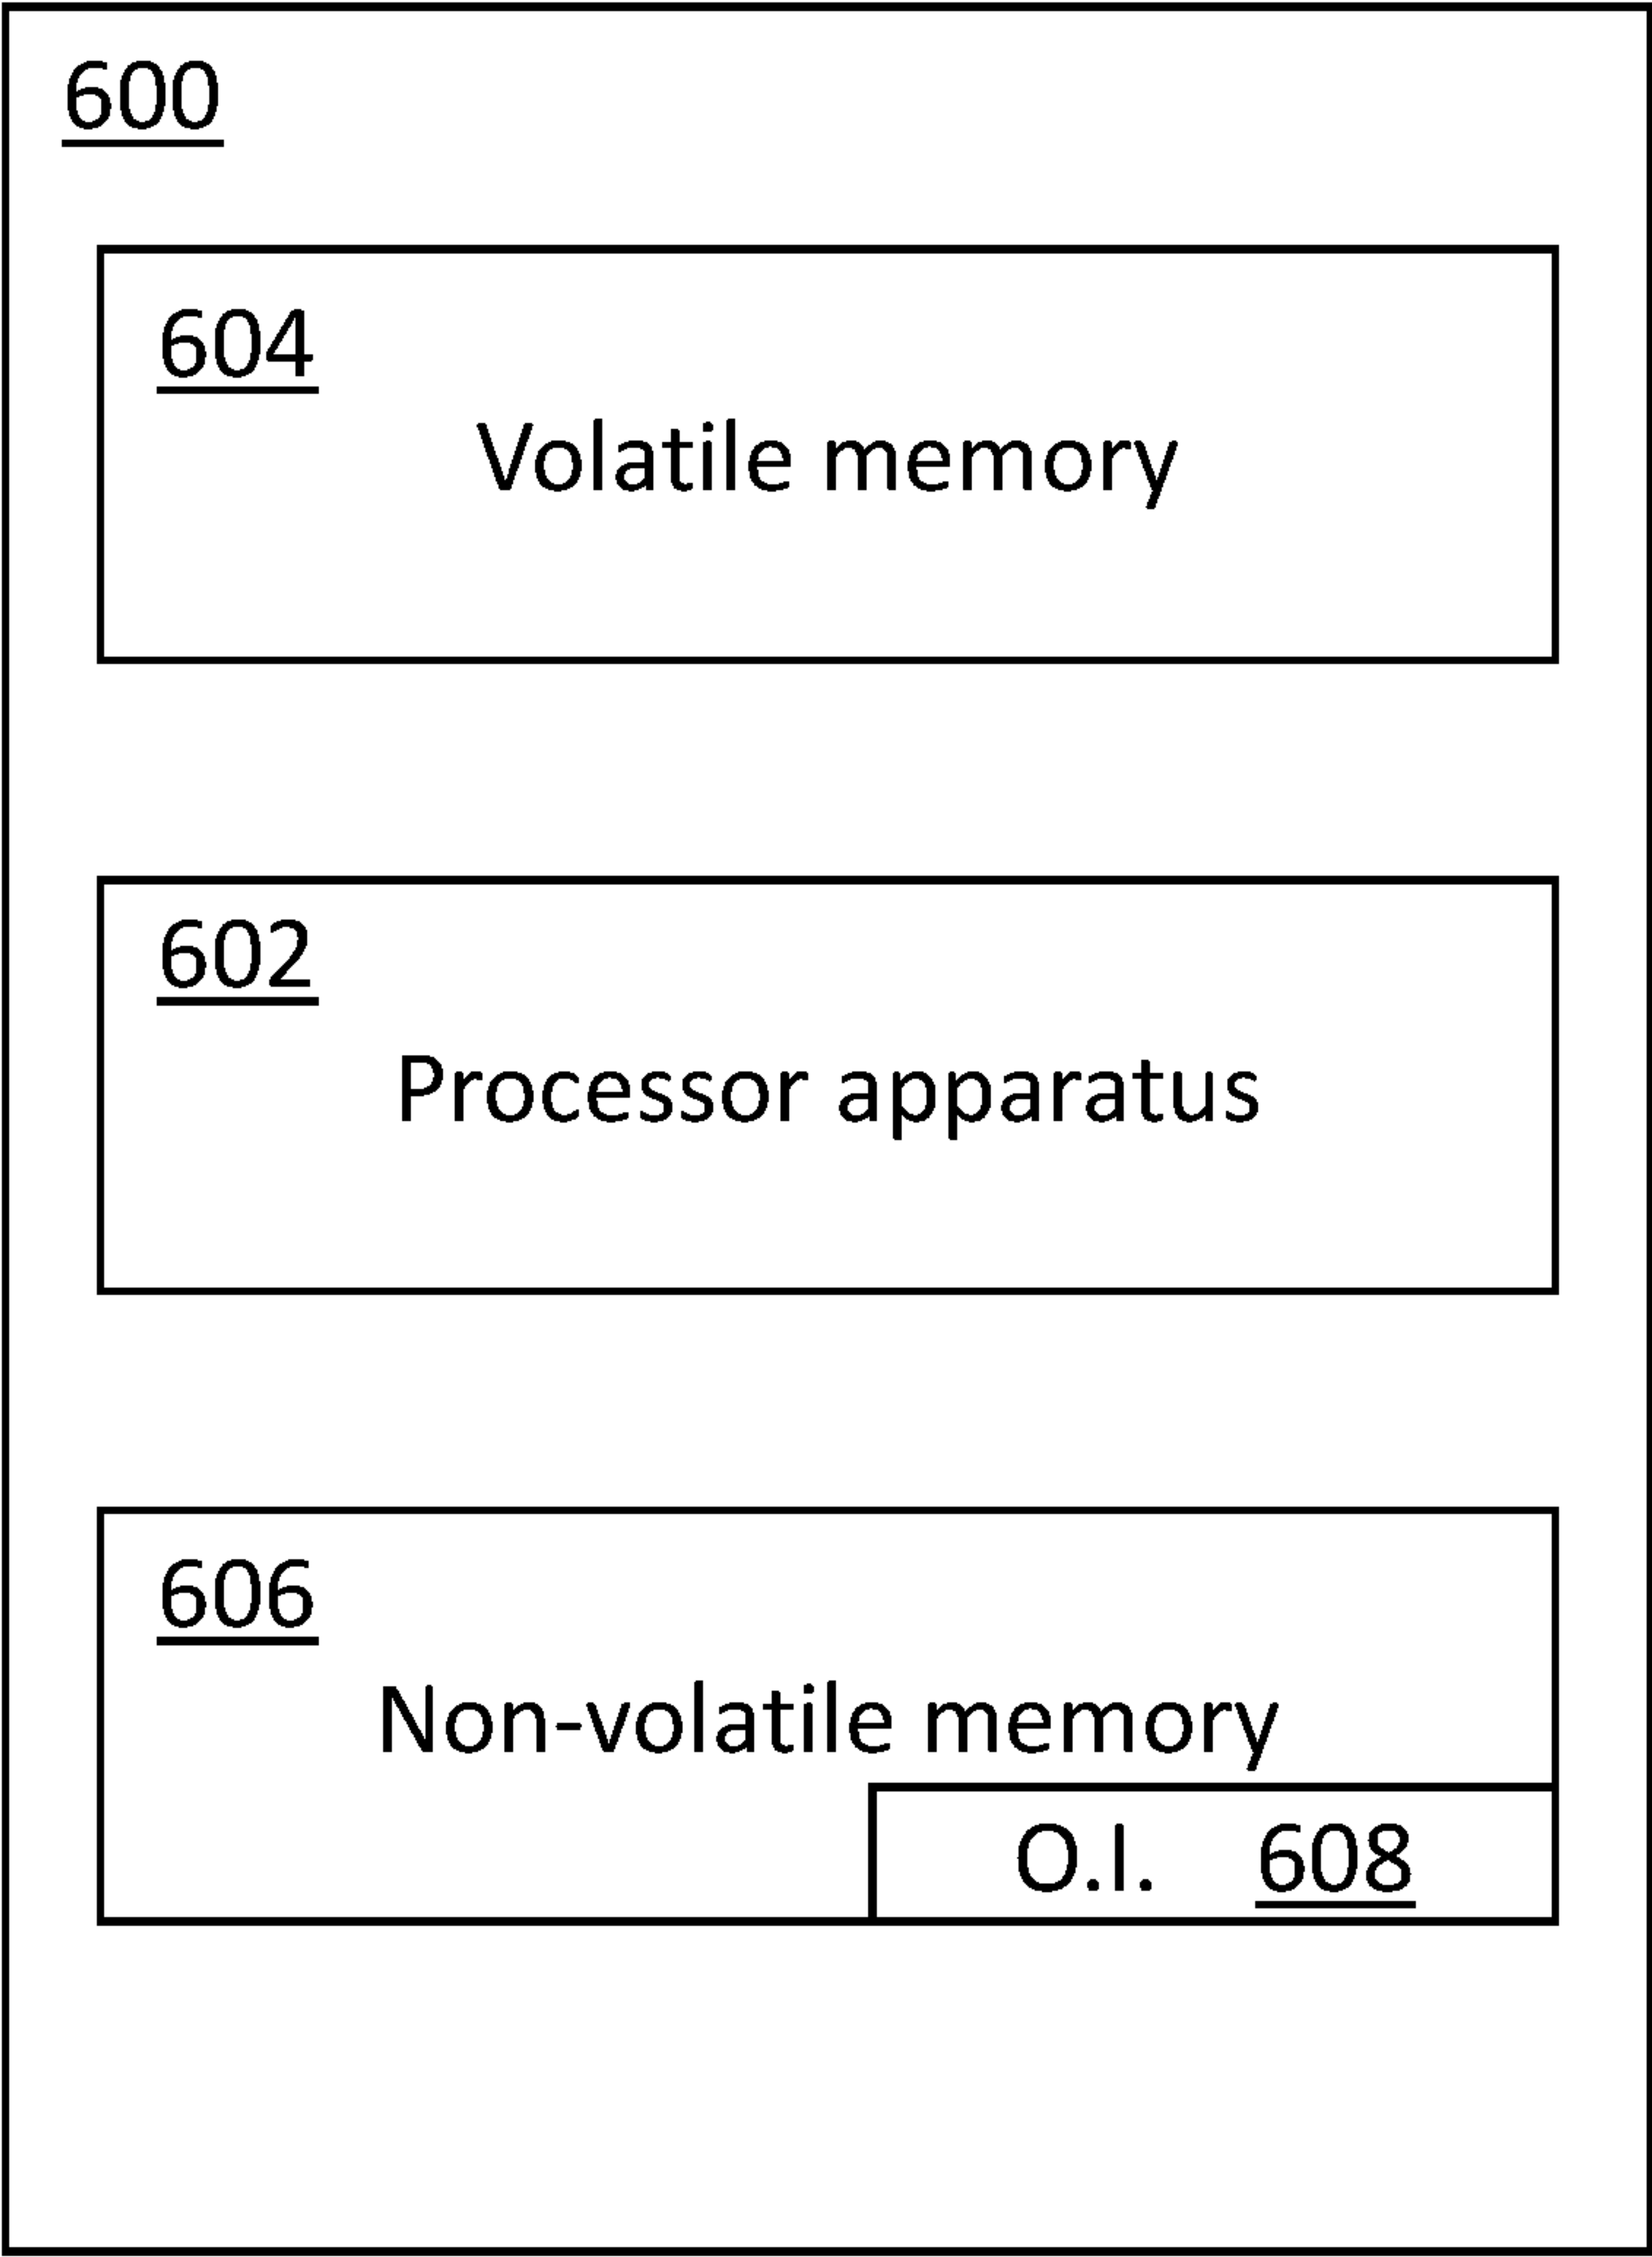 600
604
Volatile memory
602
Processor apparatus
606
Non-volatile memory
O.I. 608